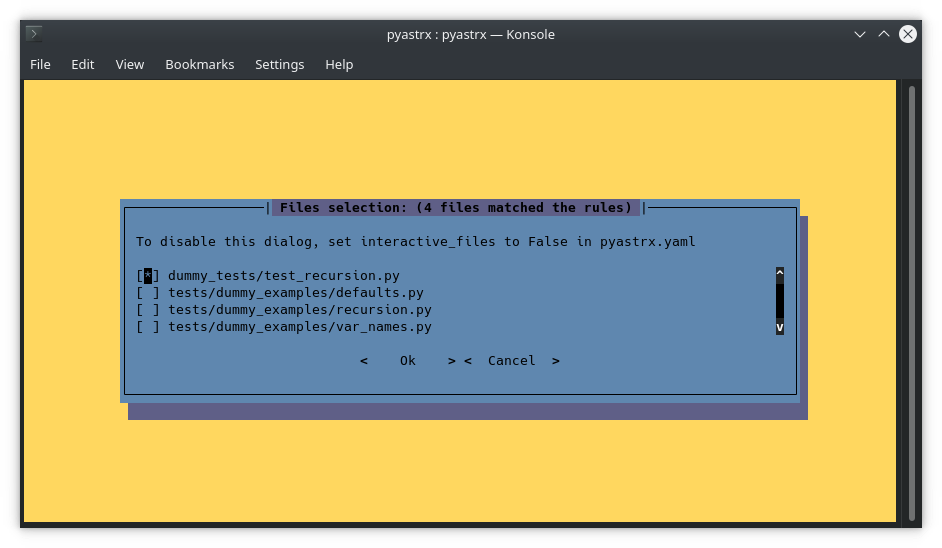 pyastrx : pyastrx — Konsole
File Edit View Bookmarks Settings Help
| Files selection: (4 files matched the rules) |
To disable this dialog, set interactive_files to False in pyastrx.yaml
[*] dummy_tests/test_recursion.py ^
[ ] tests/dummy_examples/defaults.py
[ ] tests/dummy_examples/recursion.py
[ ] tests/dummy_examples/var_names.py v
< Ok > < Cancel >